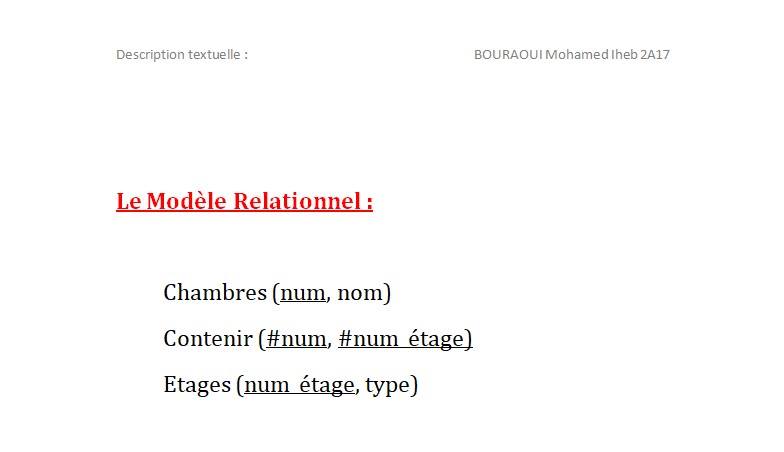 Description textuelle : BOURAOUI Mohamed Iheb 2A17
Le Modèle Relationnel :
Chambres (num, nom)
Contenir (#num, #num_étage)
Etages (num_étage, type)